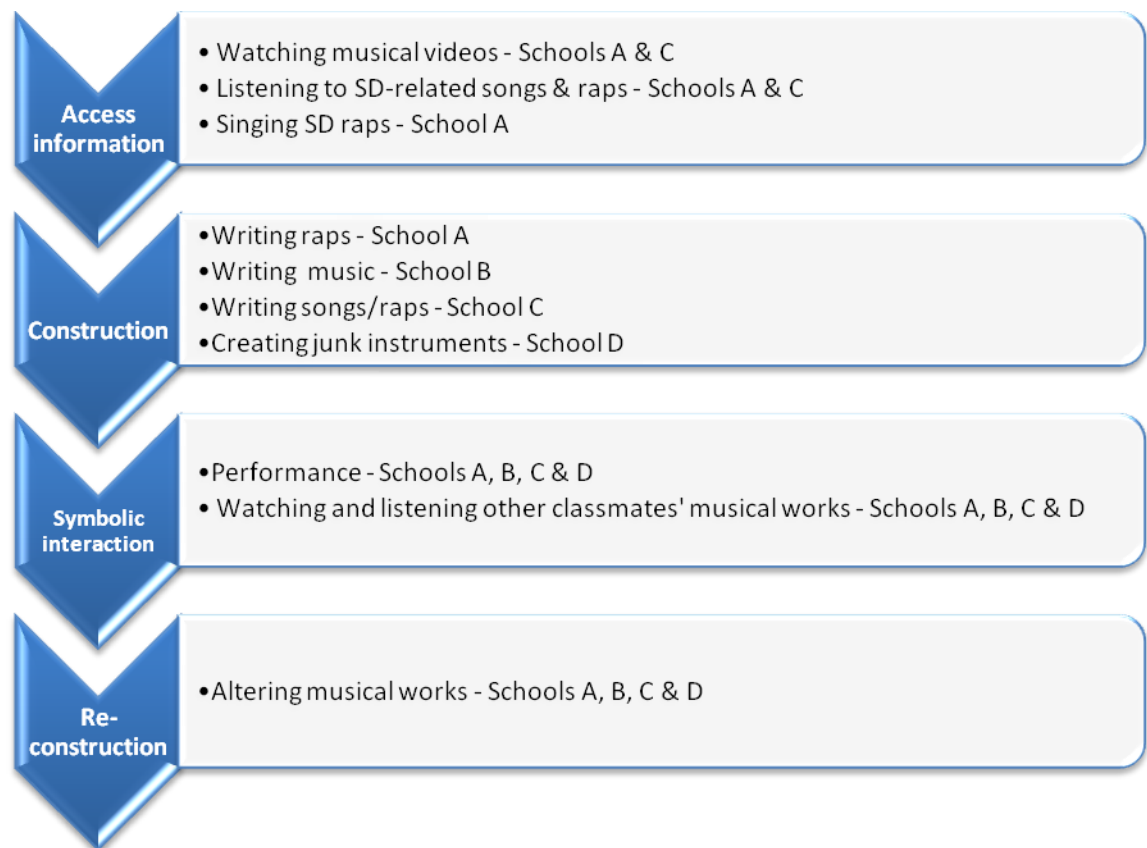 Access
information
• Watching musical videos - Schools A & C
• Listening to SD-related songs & raps - Schools A & C
• Singing SD raps - School A
Construction
•Writing raps - School A
•Writing music - School B
•Writing songs/raps - School C
•Creating junk instruments - School D
Symbolic
interaction
•Performance - Schools A, B, C & D
• Watching and listening other classmates' musical works - Schools A, B, C & D
Re-
construction
•Altering musical works - Schools A, B, C & D